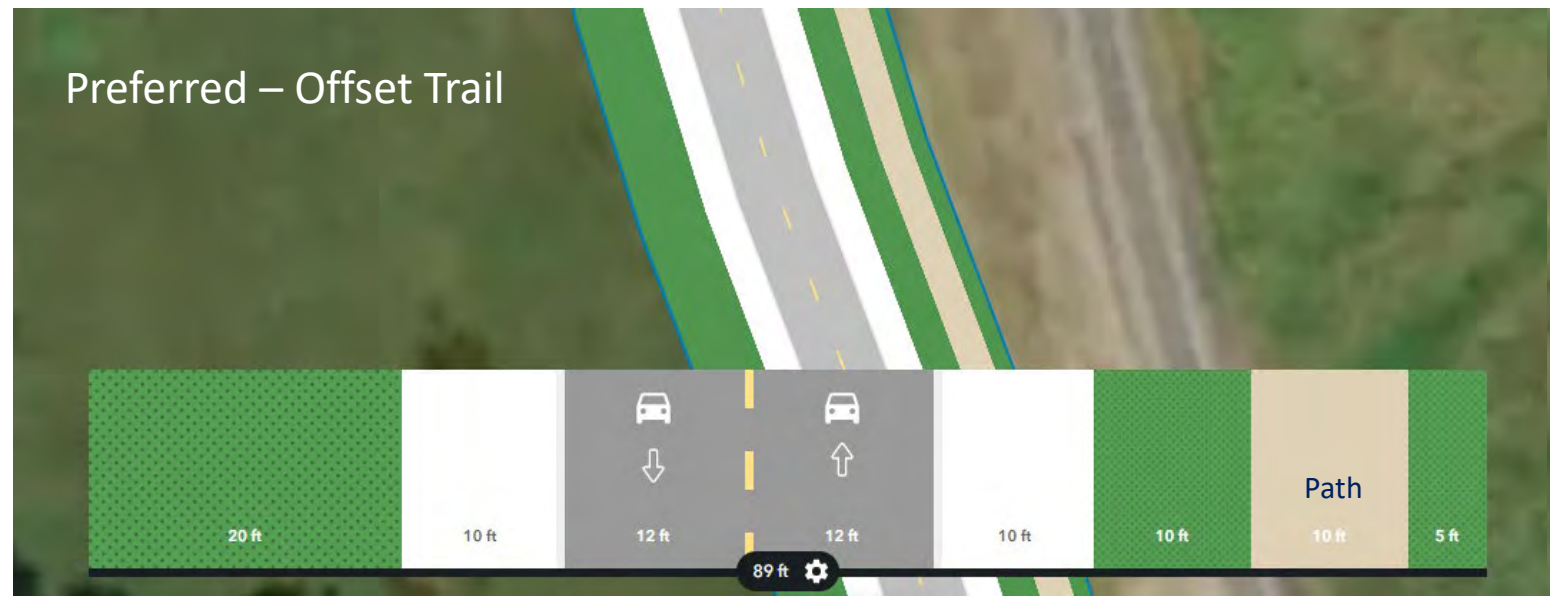 Preferred – Offset Trail
Path
20 ft
10 ft
12 ft
12 ft
10 ft
10 ft
10 ft
5 ft
89 ft